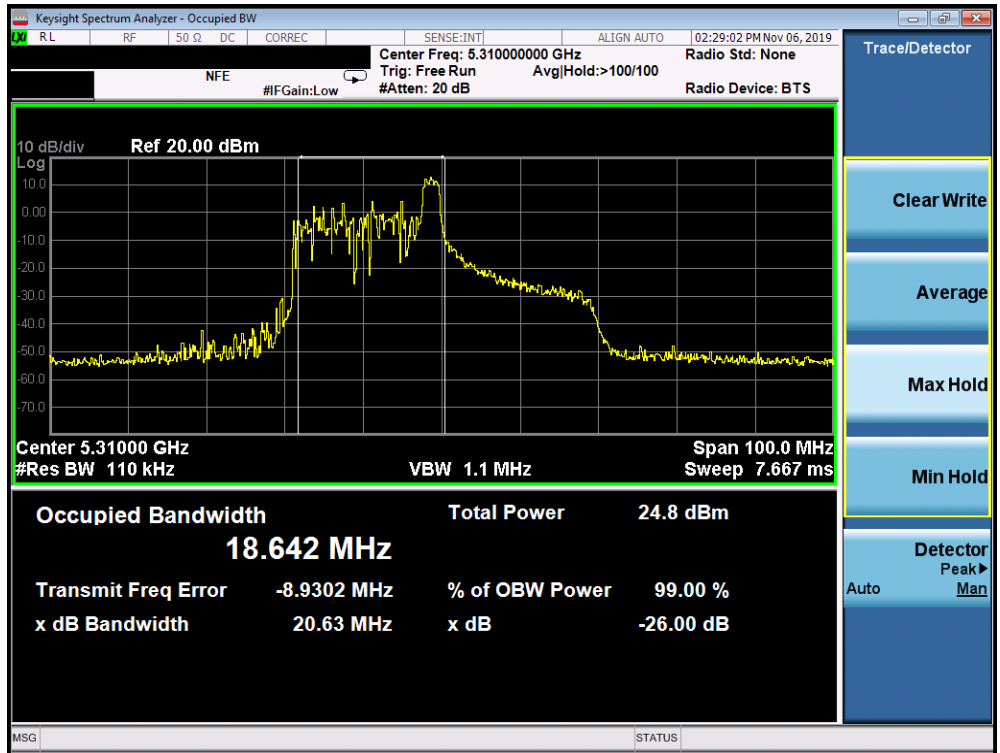 Keysight Spectrum Analyzer - Occupied BW
LXI RL RF 50 Ω DC CORREC SENSE:INT ALIGN AUTO 02:29:02 PM Nov 06, 2019
Center Freq: 5.310000000 GHz Radio Std: None
NFE Trig: Free Run Avg|Hold:>100/100
#IFGain:Low #Atten: 20 dB Radio Device: BTS
10 dB/div Ref 20.00 dBm
Log
10.0
0.00
-10.0
-20.0
-30.0
-40.0
-50.0
-60.0
-70.0
Center 5.31000 GHz Span 100.0 MHz
#Res BW 110 kHz VBW 1.1 MHz Sweep 7.667 ms
Occupied Bandwidth Total Power 24.8 dBm
18.642 MHz
Transmit Freq Error -8.9302 MHz % of OBW Power 99.00 %
x dB Bandwidth 20.63 MHz x dB -26.00 dB
Trace/Detector
Clear Write
Average
Max Hold
Min Hold
Detector
Peak▶
Auto Man
MSG STATUS